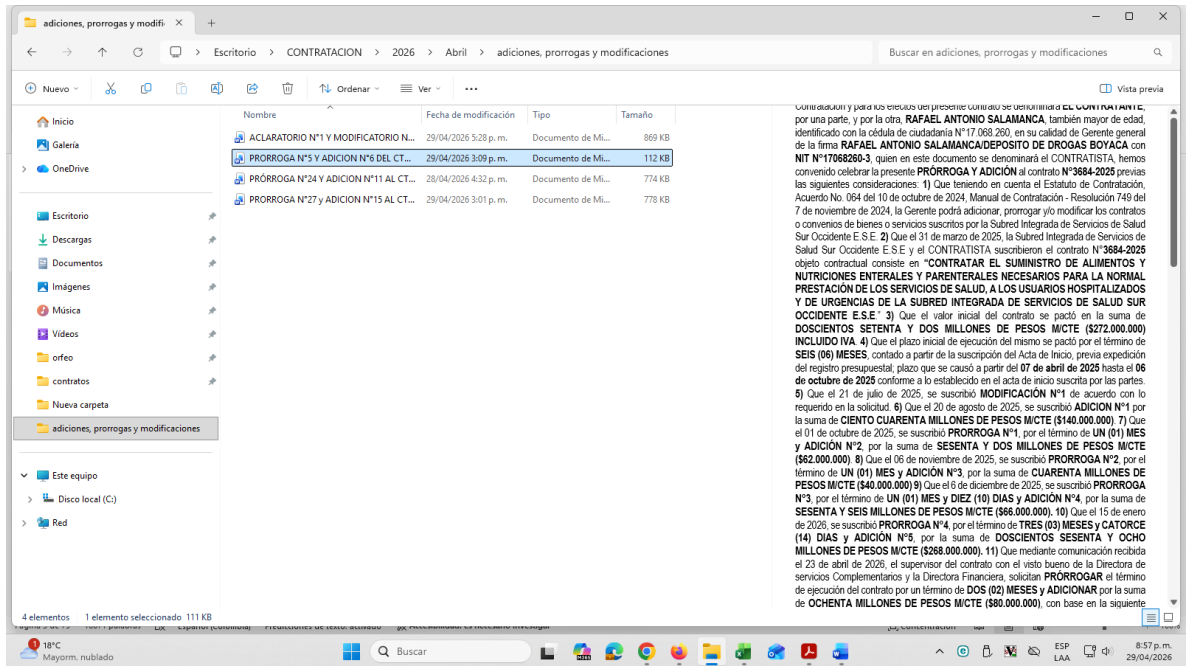 adiciones, prorrogas y modifi
Escritorio > CONTRATACION > 2026 > Abril > adiciones, prorrogas y modificaciones
Buscar en adiciones, prorrogas y modificaciones
Nuevo
Ordenar
Ver
Vista previa
Inicio
Galería
OneDrive
Escritorio
Descargas
Documentos
Imágenes
Música
Vídeos
orfeo
contratos
Nueva carpeta
adiciones, prorrogas y modificaciones
Este equipo
Disco local (C:)
Red
Nombre Fecha de modificación Tipo Tamaño
ACLARATORIO N°1 Y MODIFICATORIO N... 29/04/2026 5:28 p. m. Documento de Mi... 869 KB
PRORROGA N°5 Y ADICION N°6 DEL CT... 29/04/2026 3:09 p. m. Documento de Mi... 112 KB
PRÓRROGA N°24 Y ADICION N°11 AL CT... 28/04/2026 4:32 p. m. Documento de Mi... 774 KB
PRORROGA N°27 y ADICION N°15 AL CT... 29/04/2026 3:01 p. m. Documento de Mi... 778 KB
Contratación y para los efectos del presente contrato se denominará EL CONTRATANTE,
por una parte, y por la otra, RAFAEL ANTONIO SALAMANCA, también mayor de edad,
identificado con la cédula de ciudadanía N°17.068.260, en su calidad de Gerente general
de la firma RAFAEL ANTONIO SALAMANCA/DEPOSITO DE DROGAS BOYACA con
NIT N°17068260-3, quien en este documento se denominará el CONTRATISTA, hemos
convenido celebrar la presente PRÓRROGA Y ADICIÓN al contrato N°3684-2025 previas
las siguientes consideraciones: 1) Que teniendo en cuenta el Estatuto de Contratación,
Acuerdo No. 064 del 10 de octubre de 2024, Manual de Contratación - Resolución 749 del
7 de noviembre de 2024, la Gerente podrá adicionar, prorrogar y/o modificar los contratos
o convenios de bienes o servicios suscritos por la Subred Integrada de Servicios de Salud
Sur Occidente E.S.E. 2) Que el 31 de marzo de 2025, la Subred Integrada de Servicios de
Salud Sur Occidente E.S.E y el CONTRATISTA suscribieron el contrato N°3684-2025
objeto contractual consiste en “CONTRATAR EL SUMINISTRO DE ALIMENTOS Y
NUTRICIONES ENTERALES Y PARENTERALES NECESARIOS PARA LA NORMAL
PRESTACIÓN DE LOS SERVICIOS DE SALUD, A LOS USUARIOS HOSPITALIZADOS
Y DE URGENCIAS DE LA SUBRED INTEGRADA DE SERVICIOS DE SALUD SUR
OCCIDENTE E.S.E.” 3) Que el valor inicial del contrato se pactó en la suma de
DOSCIENTOS SETENTA Y DOS MILLONES DE PESOS M/CTE ($272.000.000)
INCLUIDO IVA. 4) Que el plazo inicial de ejecución del mismo se pactó por el término de
SEIS (06) MESES, contado a partir de la suscripción del Acta de Inicio, previa expedición
del registro presupuestal; plazo que se causó a partir del 07 de abril de 2025 hasta el 06
de octubre de 2025 conforme a lo establecido en el acta de inicio suscrita por las partes.
5) Que el 21 de julio de 2025, se suscribió MODIFICACIÓN N°1 de acuerdo con lo
requerido en la solicitud. 6) Que el 20 de agosto de 2025, se suscribió ADICION N°1 por
la suma de CIENTO CUARENTA MILLONES DE PESOS M/CTE ($140.000.000). 7) Que
el 01 de octubre de 2025, se suscribió PRORROGA N°1, por el término de UN (01) MES
y ADICIÓN N°2, por la suma de SESENTA Y DOS MILLONES DE PESOS M/CTE
($62.000.000). 8) Que el 06 de noviembre de 2025, se suscribió PRORROGA N°2, por el
término de UN (01) MES y ADICIÓN N°3, por la suma de CUARENTA MILLONES DE
PESOS M/CTE ($40.000.000) 9) Que el 6 de diciembre de 2025, se suscribió PRORROGA
N°3, por el término de UN (01) MES y DIEZ (10) DIAS y ADICIÓN N°4, por la suma de
SESENTA Y SEIS MILLONES DE PESOS M/CTE ($66.000.000). 10) Que el 15 de enero
de 2026, se suscribió PRORROGA N°4, por el término de TRES (03) MESES y CATORCE
(14) DIAS y ADICIÓN N°5, por la suma de DOSCIENTOS SESENTA Y OCHO
MILLONES DE PESOS M/CTE ($268.000.000). 11) Que mediante comunicación recibida
el 23 de abril de 2026, el supervisor del contrato con el visto bueno de la Directora de
servicios Complementarios y la Directora Financiera, solicitan PRÓRROGAR el término
de ejecución del contrato por un término de DOS (02) MESES y ADICIONAR por la suma
de OCHENTA MILLONES DE PESOS M/CTE ($80.000.000), con base en la siguiente
4 elementos 1 elemento seleccionado 111 KB
1
18°C
Mayorm. nublado
Buscar
M365
ESP
LAA
8:57 p. m.
29/04/2026